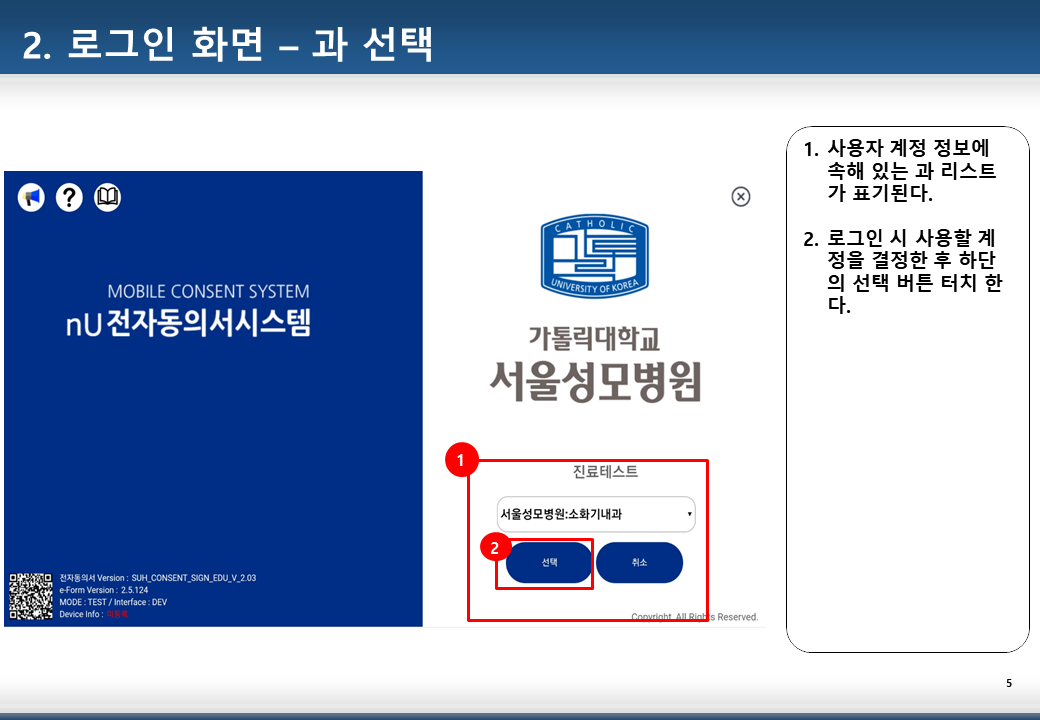 2. 로그인 화면 – 과 선택
?
MOBILE CONSENT SYSTEM
nU 전자동의서시스템
전자동의서 Version : SUH_CONSENT_SIGN_EDU_V_2.03
e-Form Version : 2.5.124
MODE : TEST / Interface : DEV
Device Info : 미등록
CATHOLIC
UNIVERSITY OF KOREA
가톨릭대학교
서울성모병원
1
진료테스트
서울성모병원:소화기내과
2
선택
취소
Copyright. All Rights Reserved.
1. 사용자 계정 정보에
속해 있는 과 리스트
가 표기된다.
2. 로그인 시 사용할 계
정을 결정한 후 하단
의 선택 버튼 터치 한
다.
5